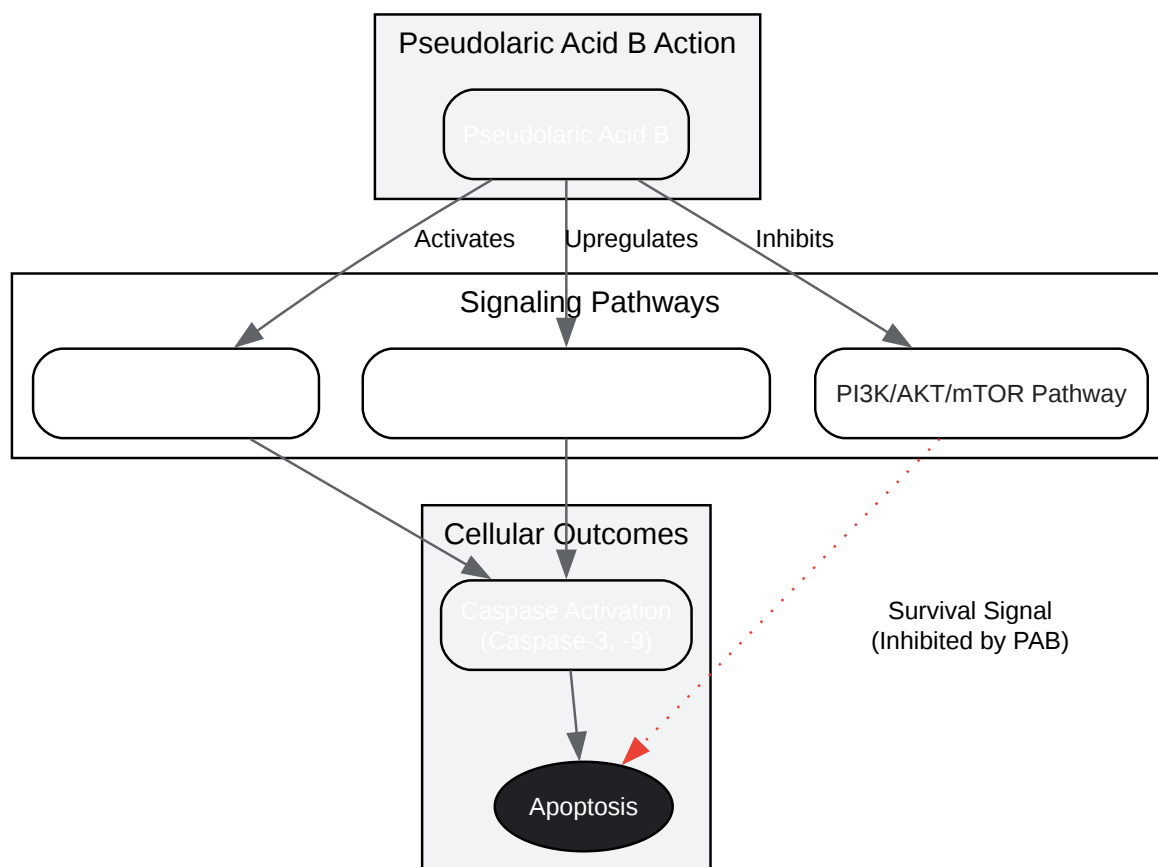 Pseudolaric Acid B Action
Pseudolaric Acid B
Activates
Upregulates
Inhibits
Signaling Pathways
PI3K/AKT/mTOR Pathway
Cellular Outcomes
Caspase Activation
(Caspase-3, -9)
Survival Signal
(Inhibited by PAB)
Apoptosis